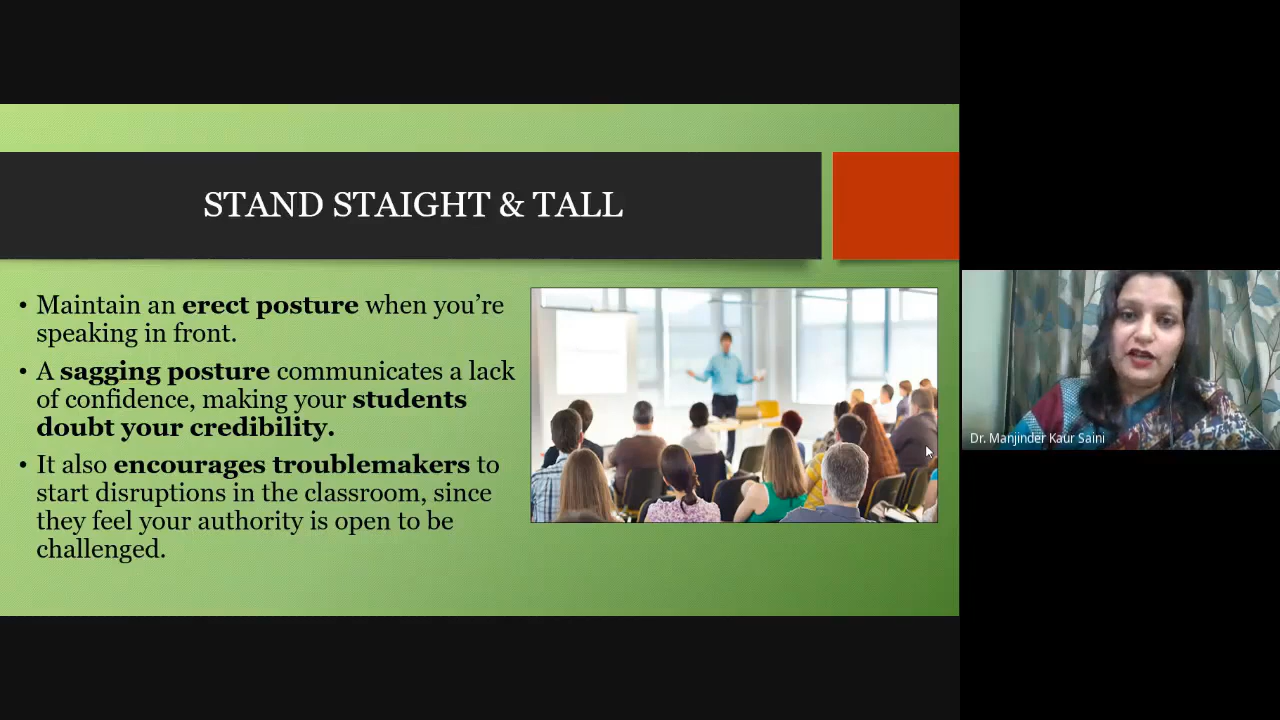 STAND STAIGHT & TALL
• Maintain an erect posture when you’re
speaking in front.
• A sagging posture communicates a lack
of confidence, making your students
doubt your credibility.
• It also encourages troublemakers to
start disruptions in the classroom, since
they feel your authority is open to be
challenged.
Dr. Manjinder Kaur Saini